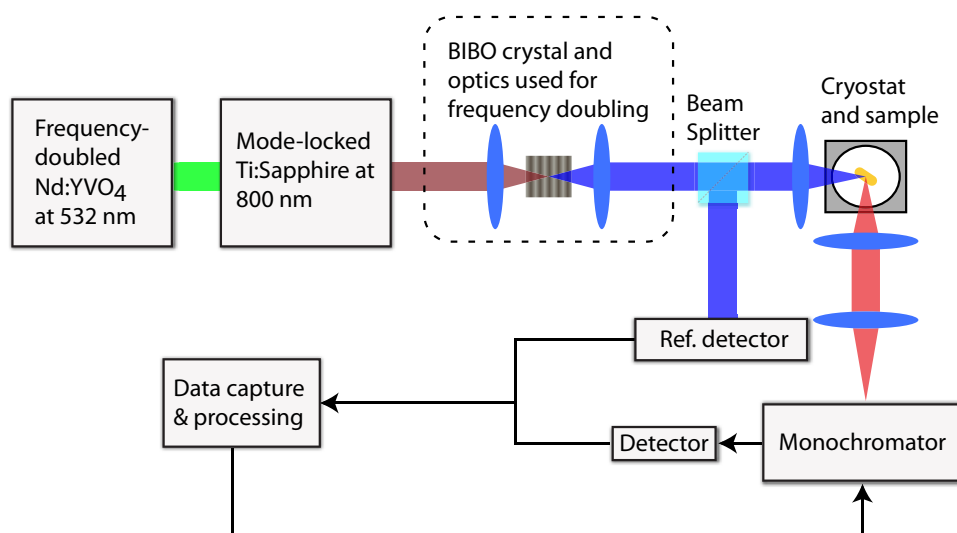 BIBO crystal and
optics used for
frequency doubling
Frequency-
doubled
Nd:YVO4
at 532 nm
Mode-locked
Ti:Sapphire at
800 nm
Beam
Splitter
Cryostat
and sample
Ref. detector
Data capture
& processing
Detector
Monochromator